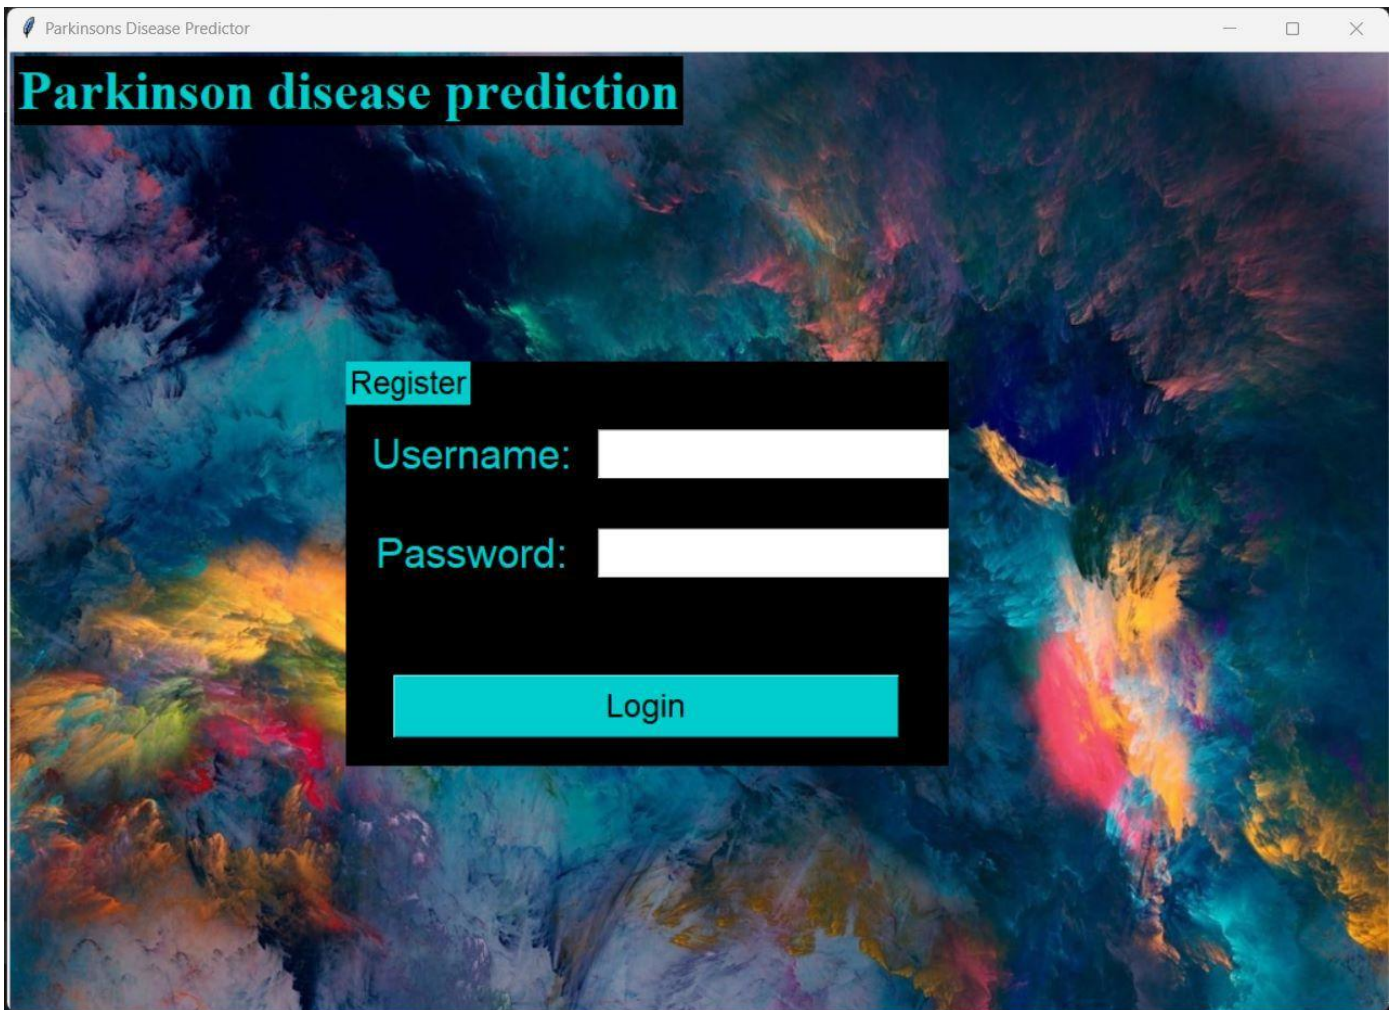 Parkinsons Disease Predictor
Parkinson disease prediction
Register
Username:
Password:
Login